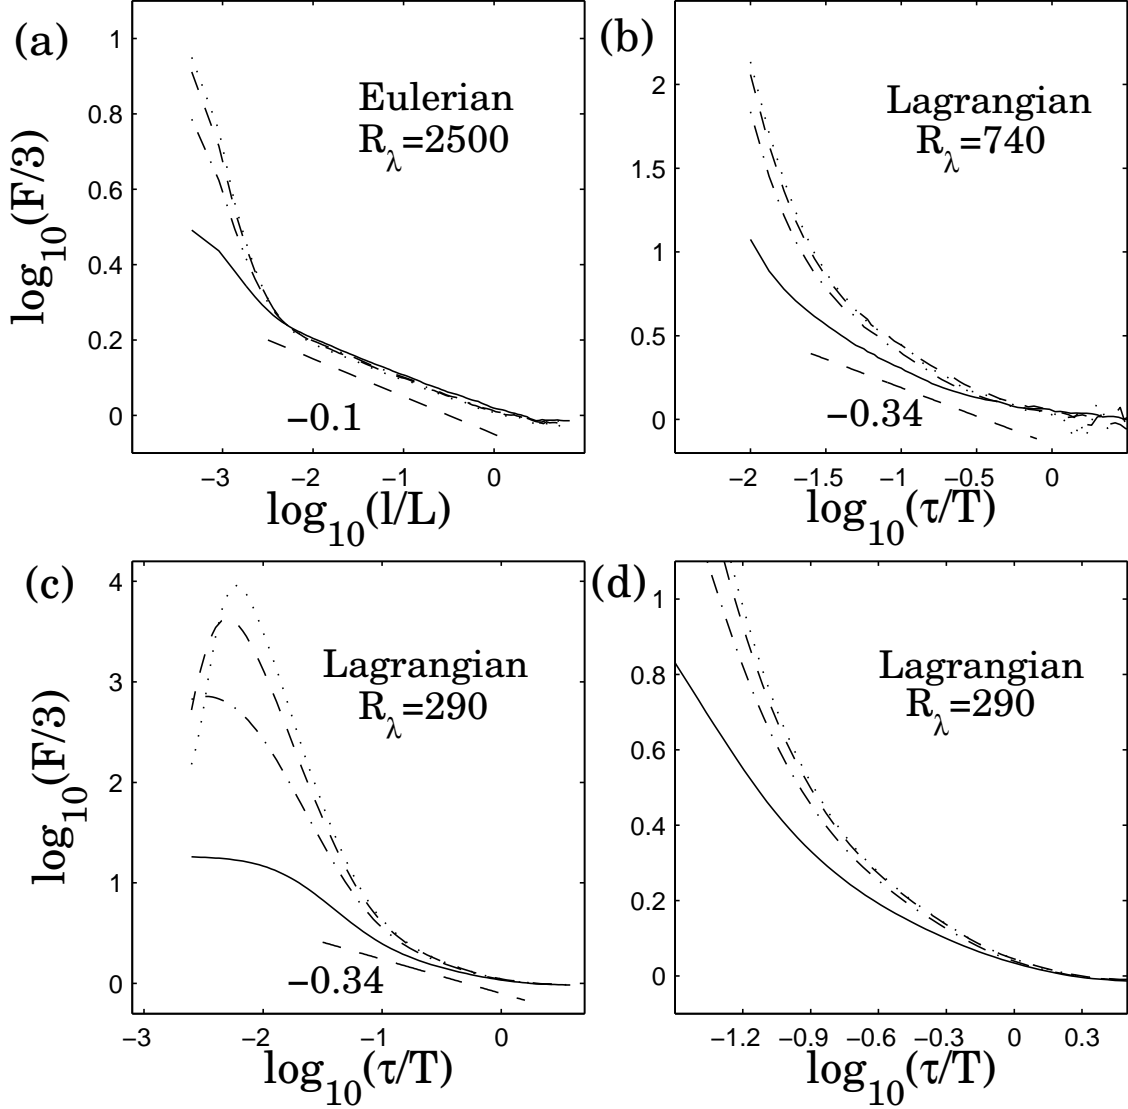 (a)
Eulerian
R_λ=2500
1
0.8
0.6
0.4
0.2
0
−3 −2 −1 0
−0.1
log₁₀(F/3)
log₁₀(l/L)
(b)
Lagrangian
R_λ=740
2
1.5
1
0.5
0
−2 −1.5 −1 −0.5 0
−0.34
log₁₀(τ/T)
(c)
Lagrangian
R_λ=290
4
3
2
1
0
−3 −2 −1 0
−0.34
log₁₀(F/3)
log₁₀(τ/T)
(d)
Lagrangian
R_λ=290
1
0.8
0.6
0.4
0.2
0
−1.2 −0.9 −0.6 −0.3 0 0.3
log₁₀(τ/T)